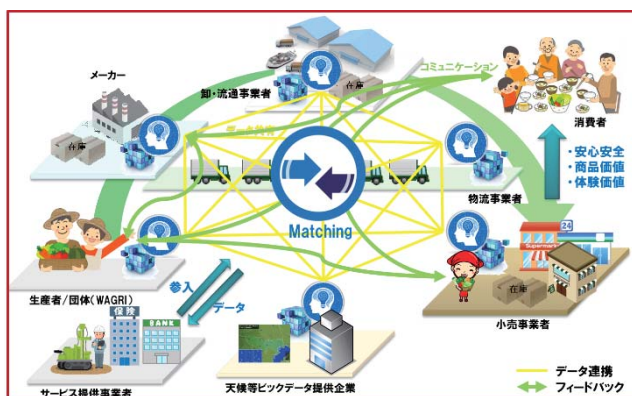 コミュニケーション
メーカー
卸・流通事業者
在庫
在庫
消費者
・安心安全
・商品価値
・体験価値
物流事業者
Matching
24
Supermarket
生産者/団体(WAGRI)
参入
データ
在庫
小売事業者
保険
BANK
サービス提供事業者
天候等ビックデータ提供企業
データ連携
フィードバック